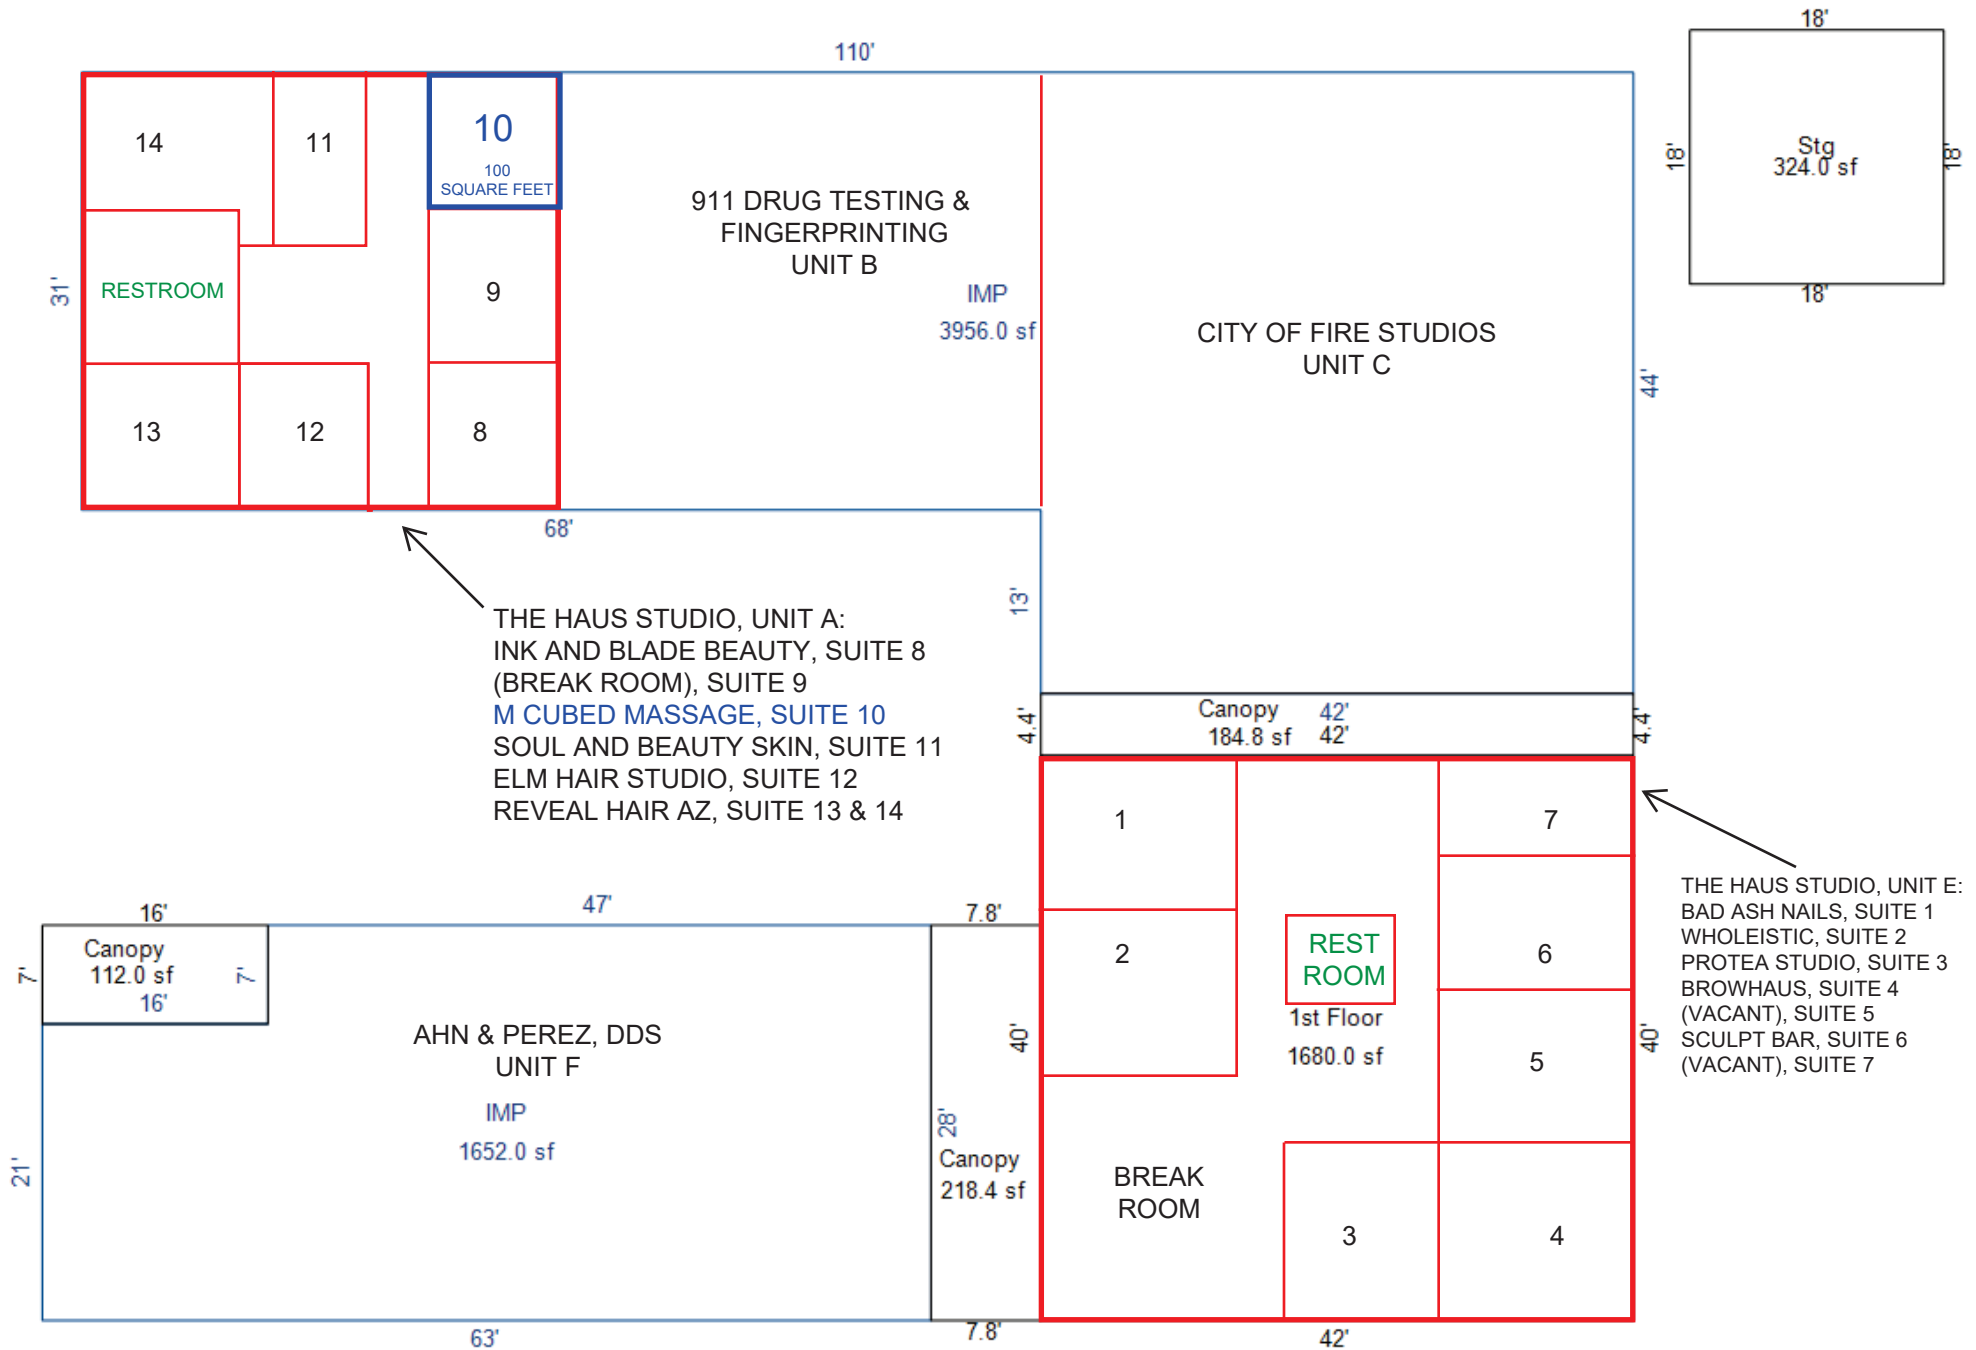 18'
110'
14
11
10
100
SQUARE FEET
911 DRUG TESTING &
FINGERPRINTING
UNIT B
18'
Stg
324.0 sf
18'
18'
31'
RESTROOM
9
IMP
3956.0 sf
CITY OF FIRE STUDIOS
UNIT C
44'
13
12
8
68'
13'
THE HAUS STUDIO, UNIT A:
INK AND BLADE BEAUTY, SUITE 8
(BREAK ROOM), SUITE 9
M CUBED MASSAGE, SUITE 10
SOUL AND BEAUTY SKIN, SUITE 11
ELM HAIR STUDIO, SUITE 12
REVEAL HAIR AZ, SUITE 13 & 14
4.4'
Canopy 42'
184.8 sf 42'
4.4'
1
7
THE HAUS STUDIO, UNIT E:
BAD ASH NAILS, SUITE 1
WHOLEISTIC, SUITE 2
PROTEA STUDIO, SUITE 3
BROWHAUS, SUITE 4
(VACANT), SUITE 5
SCULPT BAR, SUITE 6
(VACANT), SUITE 7
16'
47'
7.8'
7'
Canopy
112.0 sf
16'
7'
2
REST
ROOM
6
1st Floor
1680.0 sf
40'
40'
5
AHN & PEREZ, DDS
UNIT F
IMP
1652.0 sf
21'
28'
Canopy
218.4 sf
BREAK
ROOM
3
4
63'
7.8'
42'